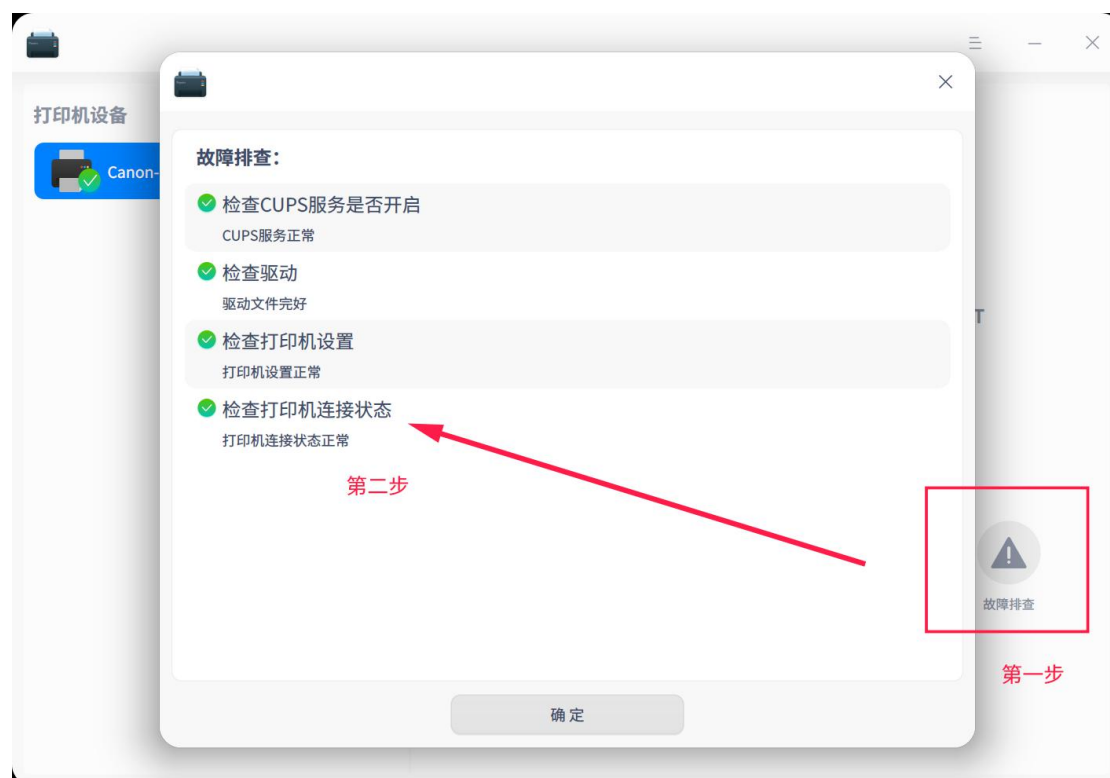 打印机设备
Canon-
故障排查：
检查CUPS服务是否开启
CUPS服务正常
检查驱动
驱动文件完好
检查打印机设置
打印机设置正常
检查打印机连接状态
打印机连接状态正常
第二步
T
故障排查
第一步
确定